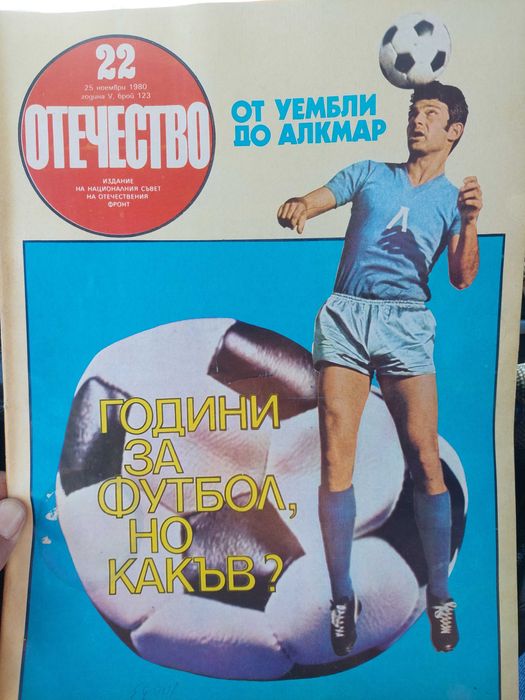 22
25 ноември 1980
година V, брой 123
ОТЕЧЕСТВО
ИЗДАНИЕ
НА НАЦИОНАЛНИЯ СЪВЕТ
НА ОТЕЧЕСТВЕНИЯ
ФРОНТ
ОТ УЕМБЛИ
ДО АЛКМАР
Л
ГОДИНИ
ЗА
ФУТБОЛ,
НО
КАКЪВ?